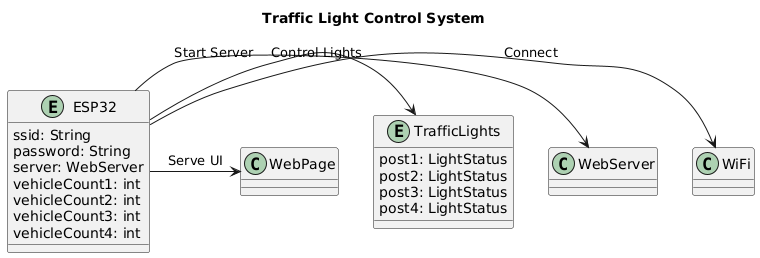 Traffic Light Control System
Start Server
Control Lights
Connect
E ESP32
ssid: String
password: String
server: WebServer
vehicleCount1: int
vehicleCount2: int
vehicleCount3: int
vehicleCount4: int
Serve UI
C WebPage
E TrafficLights
post1: LightStatus
post2: LightStatus
post3: LightStatus
post4: LightStatus
C WebServer
C WiFi